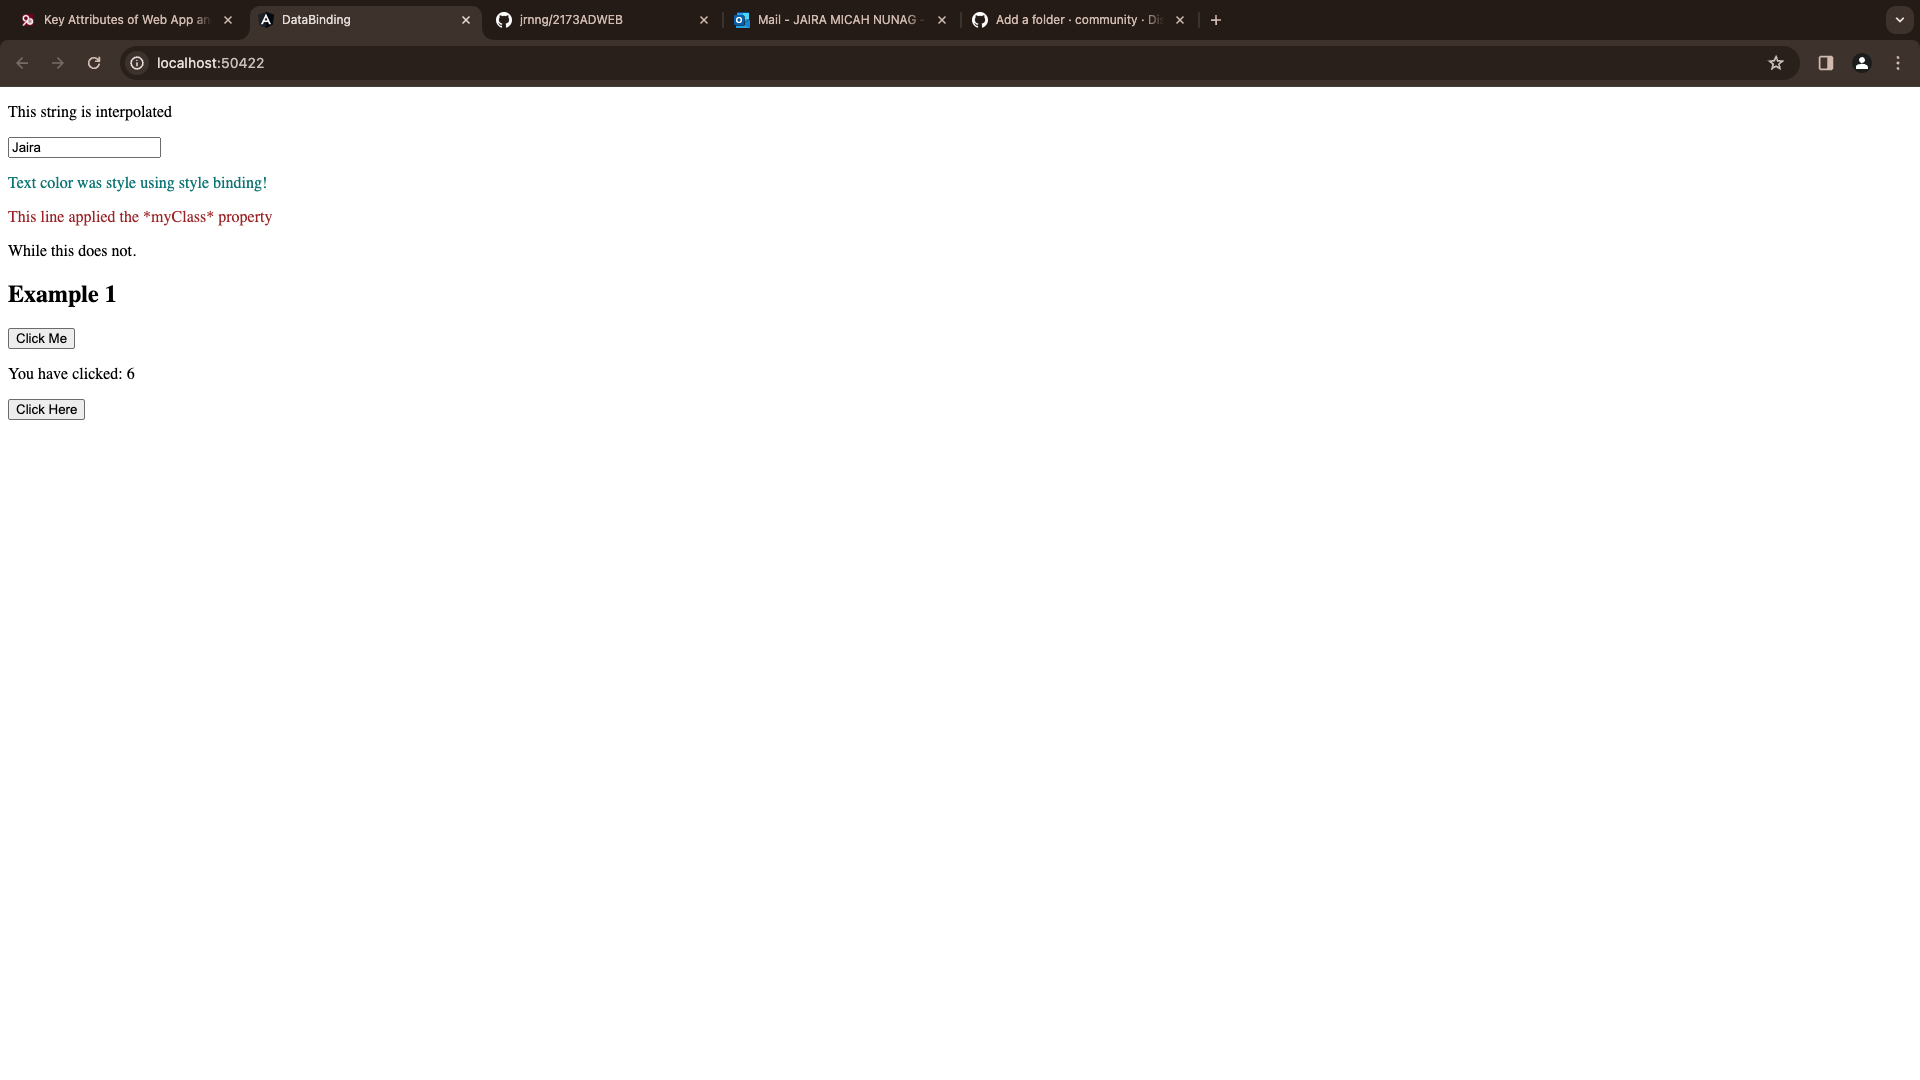 Key Attributes of Web App an
DataBinding
jrnng/2173ADWEB
Mail - JAIRA MICAH NUNAG -
Add a folder · community · Di
localhost:50422
This string is interpolated
Jaira
Text color was style using style binding!
This line applied the *myClass* property
While this does not.
Example 1
Click Me
You have clicked: 6
Click Here